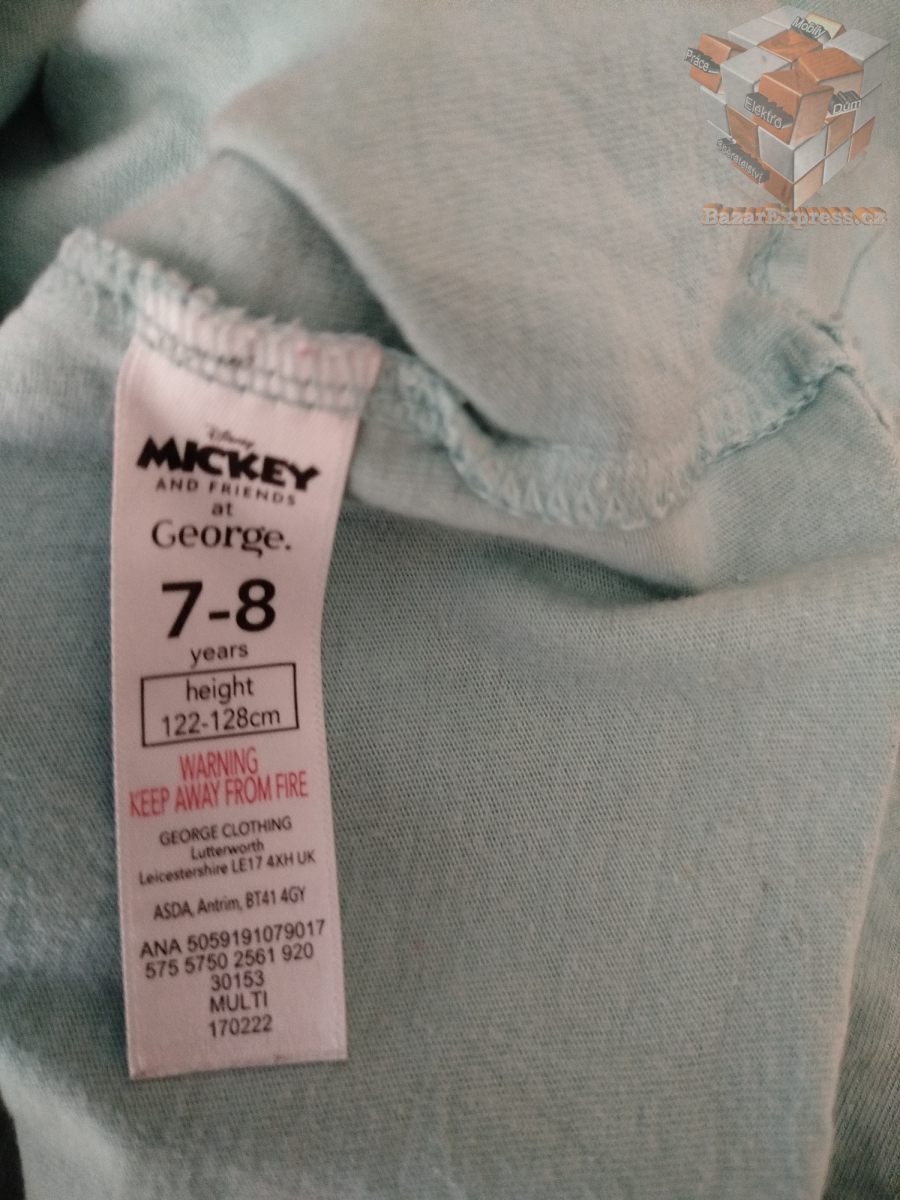 Mobily
Práce
Elektro
Dům
BazarExpress.cz
Disney
MICKEY
AND FRIENDS
at
George.
7-8
years
height
122-128cm
WARNING
KEEP AWAY FROM FIRE
GEORGE CLOTHING
Lutterworth
Leicestershire LE17 4XH UK
ASDA, Antrim, BT41 4GY
ANA 5059191079017
575 5750 2561 920
30153
MULTI
170222